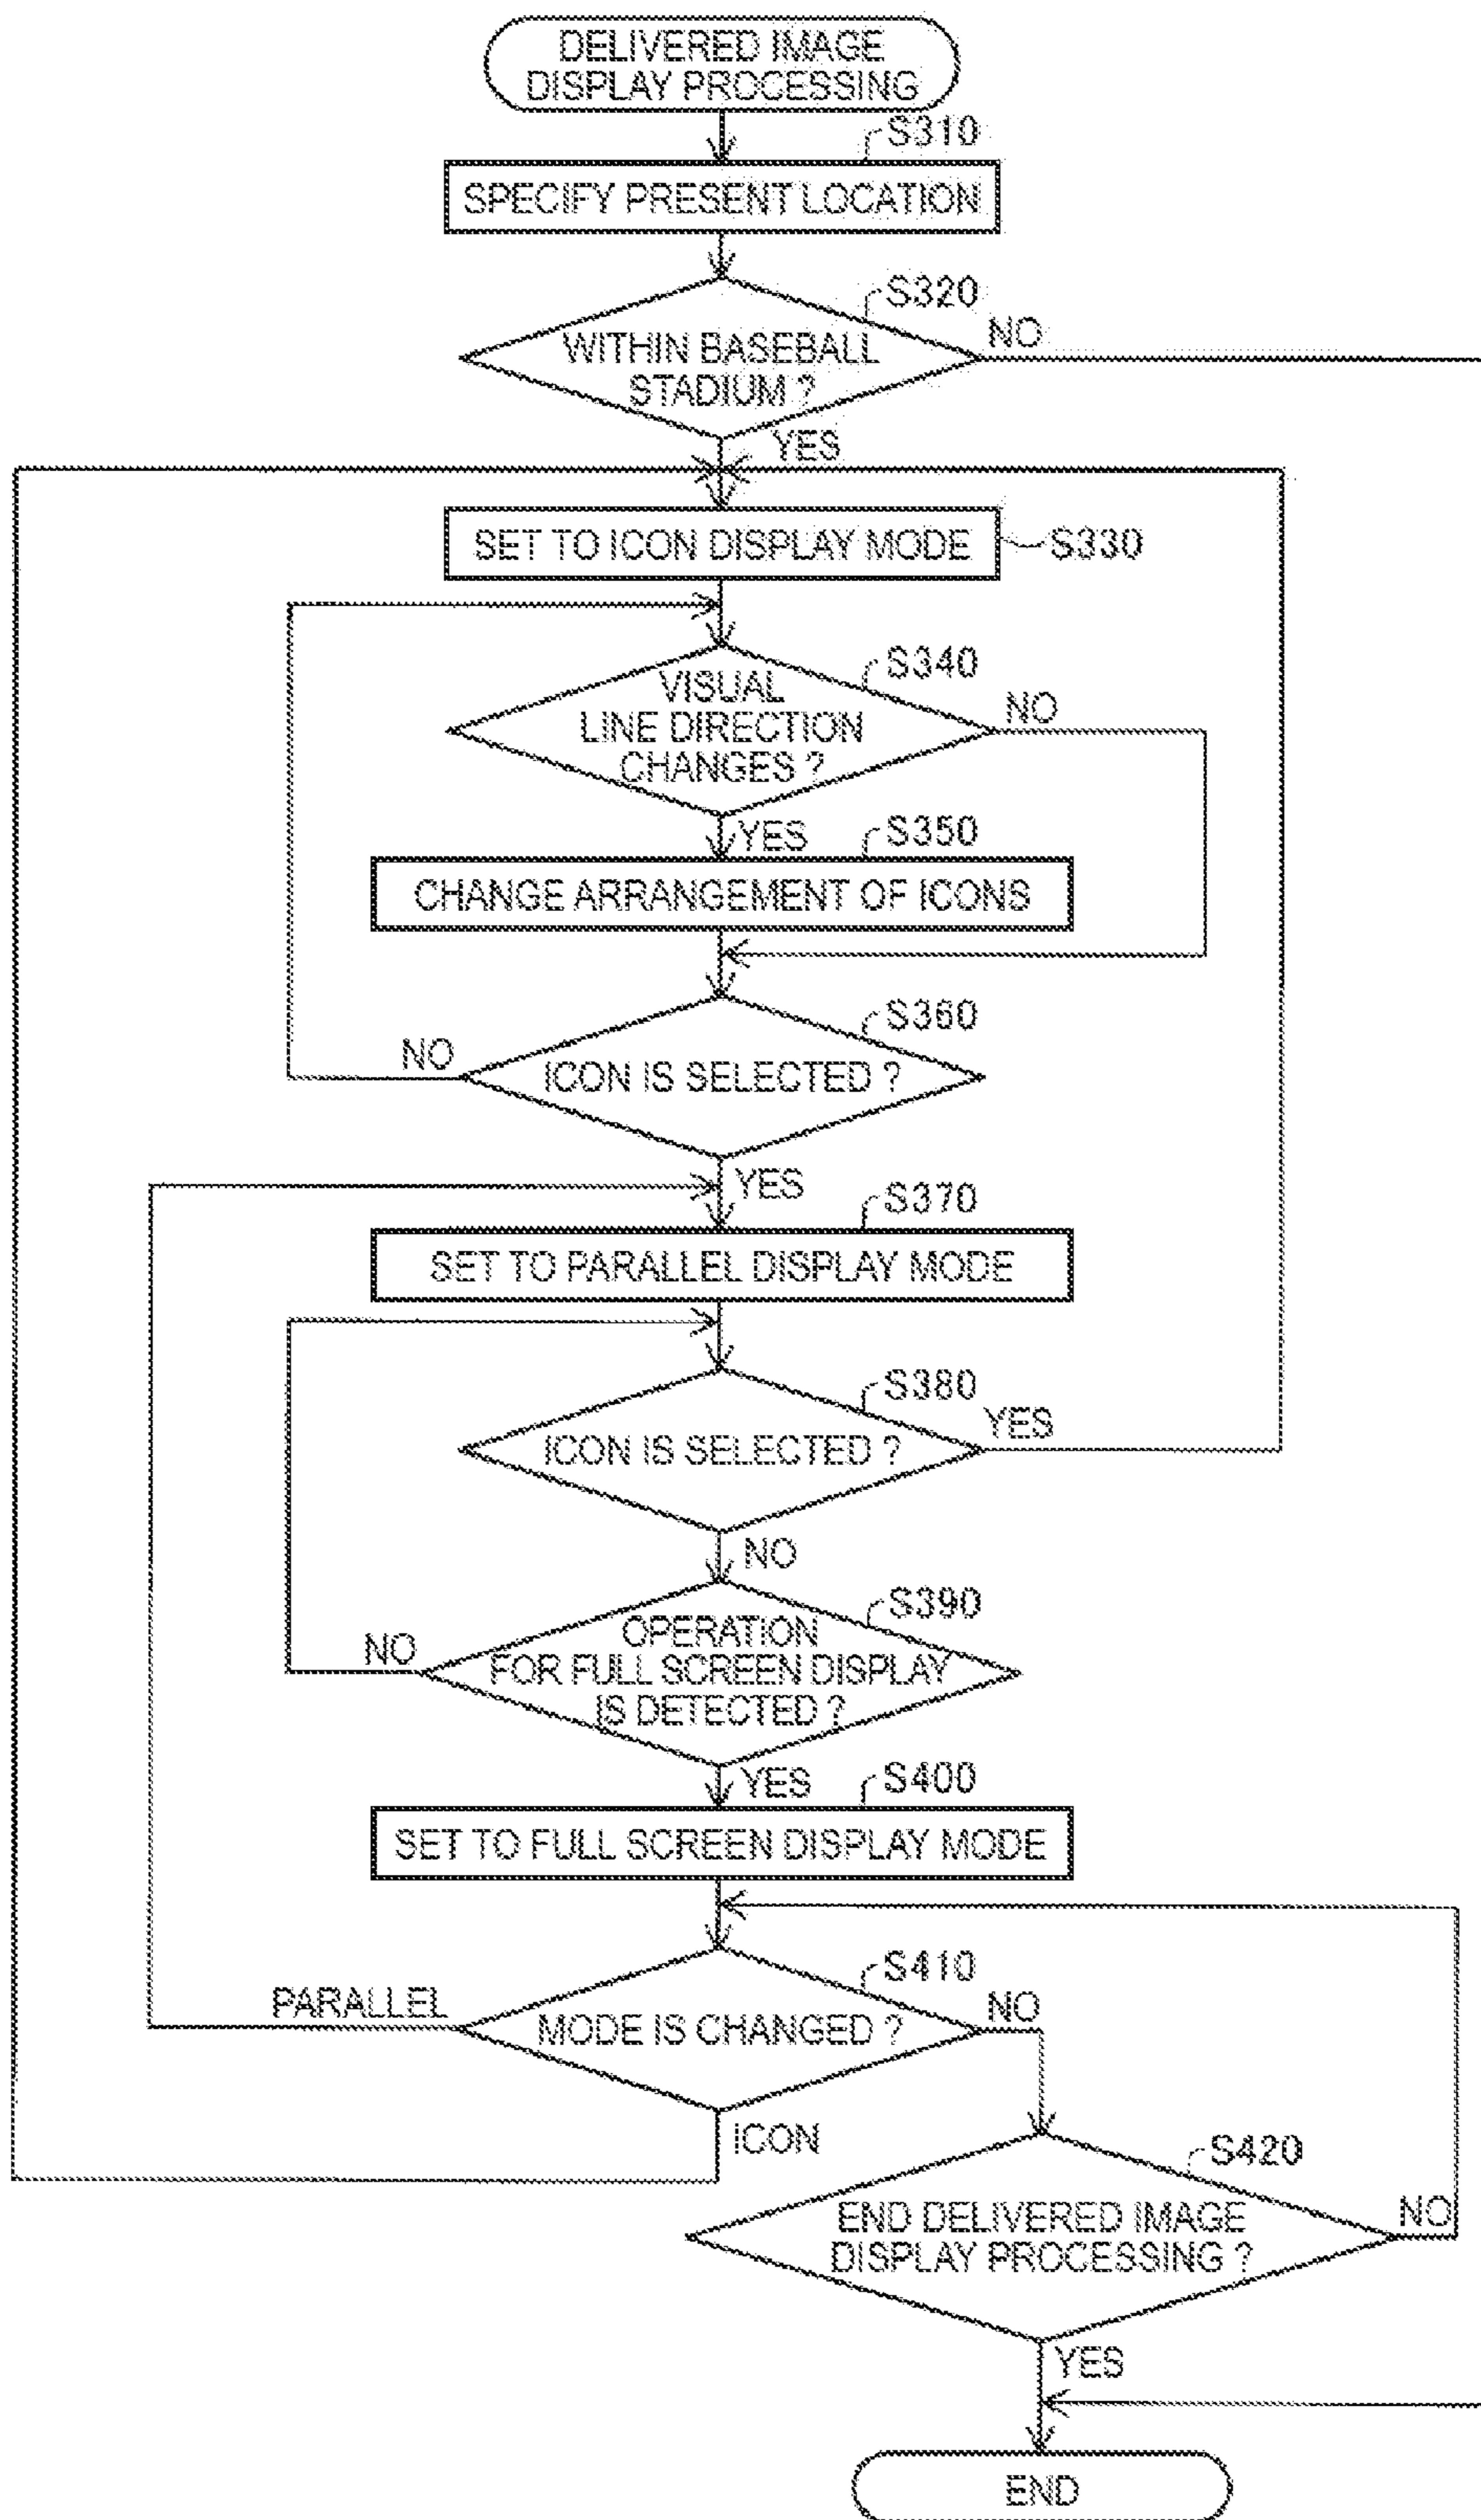 DELIVERED IMAGE
DISPLAY PROCESSING
S310
SPECIFY PRESENT LOCATION
S320
WITHIN BASEBALL
STADIUM ?
NO
YES
SET TO ICON DISPLAY MODE
S330
S340
VISUAL
LINE DIRECTION
CHANGES ?
NO
YES
S350
CHANGE ARRANGEMENT OF ICONS
S360
NO
ICON IS SELECTED ?
YES
S370
SET TO PARALLEL DISPLAY MODE
S380
YES
ICON IS SELECTED ?
NO
S390
OPERATION
NO
FOR FULL SCREEN DISPLAY
IS DETECTED ?
YES
S400
SET TO FULL SCREEN DISPLAY MODE
S410
PARALLEL
NO
MODE IS CHANGED ?
ICON
S420
END DELIVERED IMAGE
NO
DISPLAY PROCESSING ?
YES
END